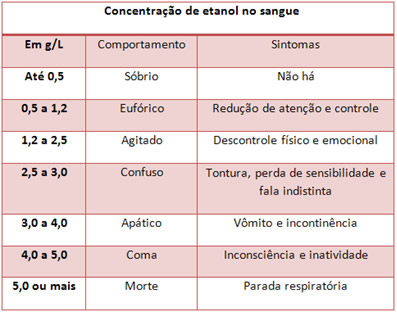 Concentração de etanol no sangue
Em g/L Comportamento Sintomas
Até 0,5 Sóbrio Não há
0,5 a 1,2 Eufórico Redução de atenção e controle
1,2 a 2,5 Agitado Descontrole físico e emocional
2,5 a 3,0 Confuso Tontura, perda de sensibilidade e
fala indistinta
3,0 a 4,0 Apático Vômito e incontinência
4,0 a 5,0 Coma Inconsciência e inatividade
5,0 ou mais Morte Parada respiratória